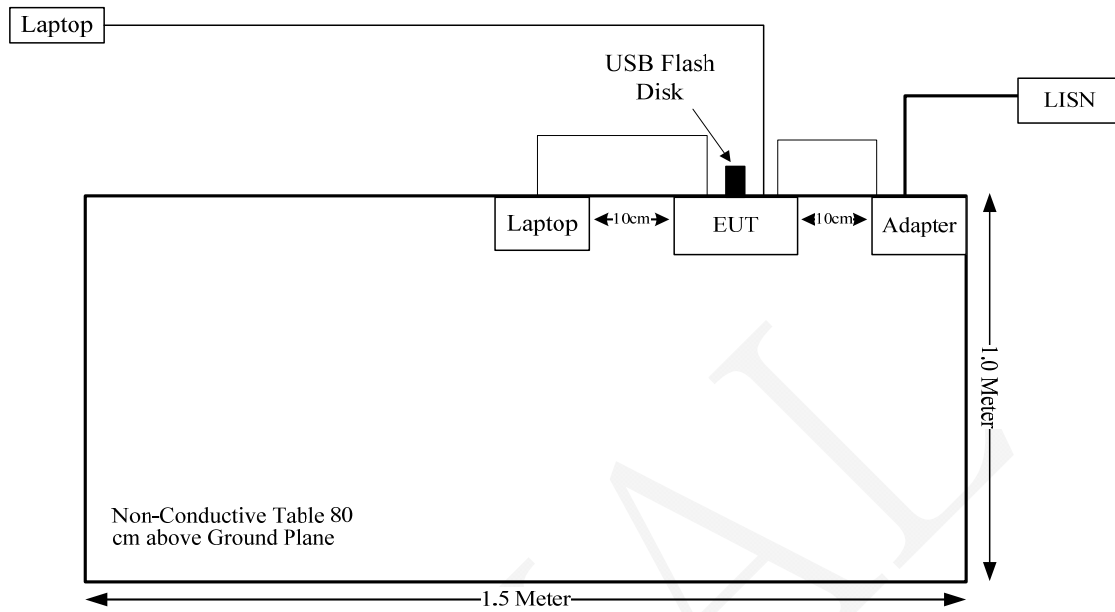 Laptop
USB Flash
Disk
LISN
Laptop
10cm
EUT
10cm
Adapter
1.0 Meter
Non-Conductive Table 80
cm above Ground Plane
1.5 Meter